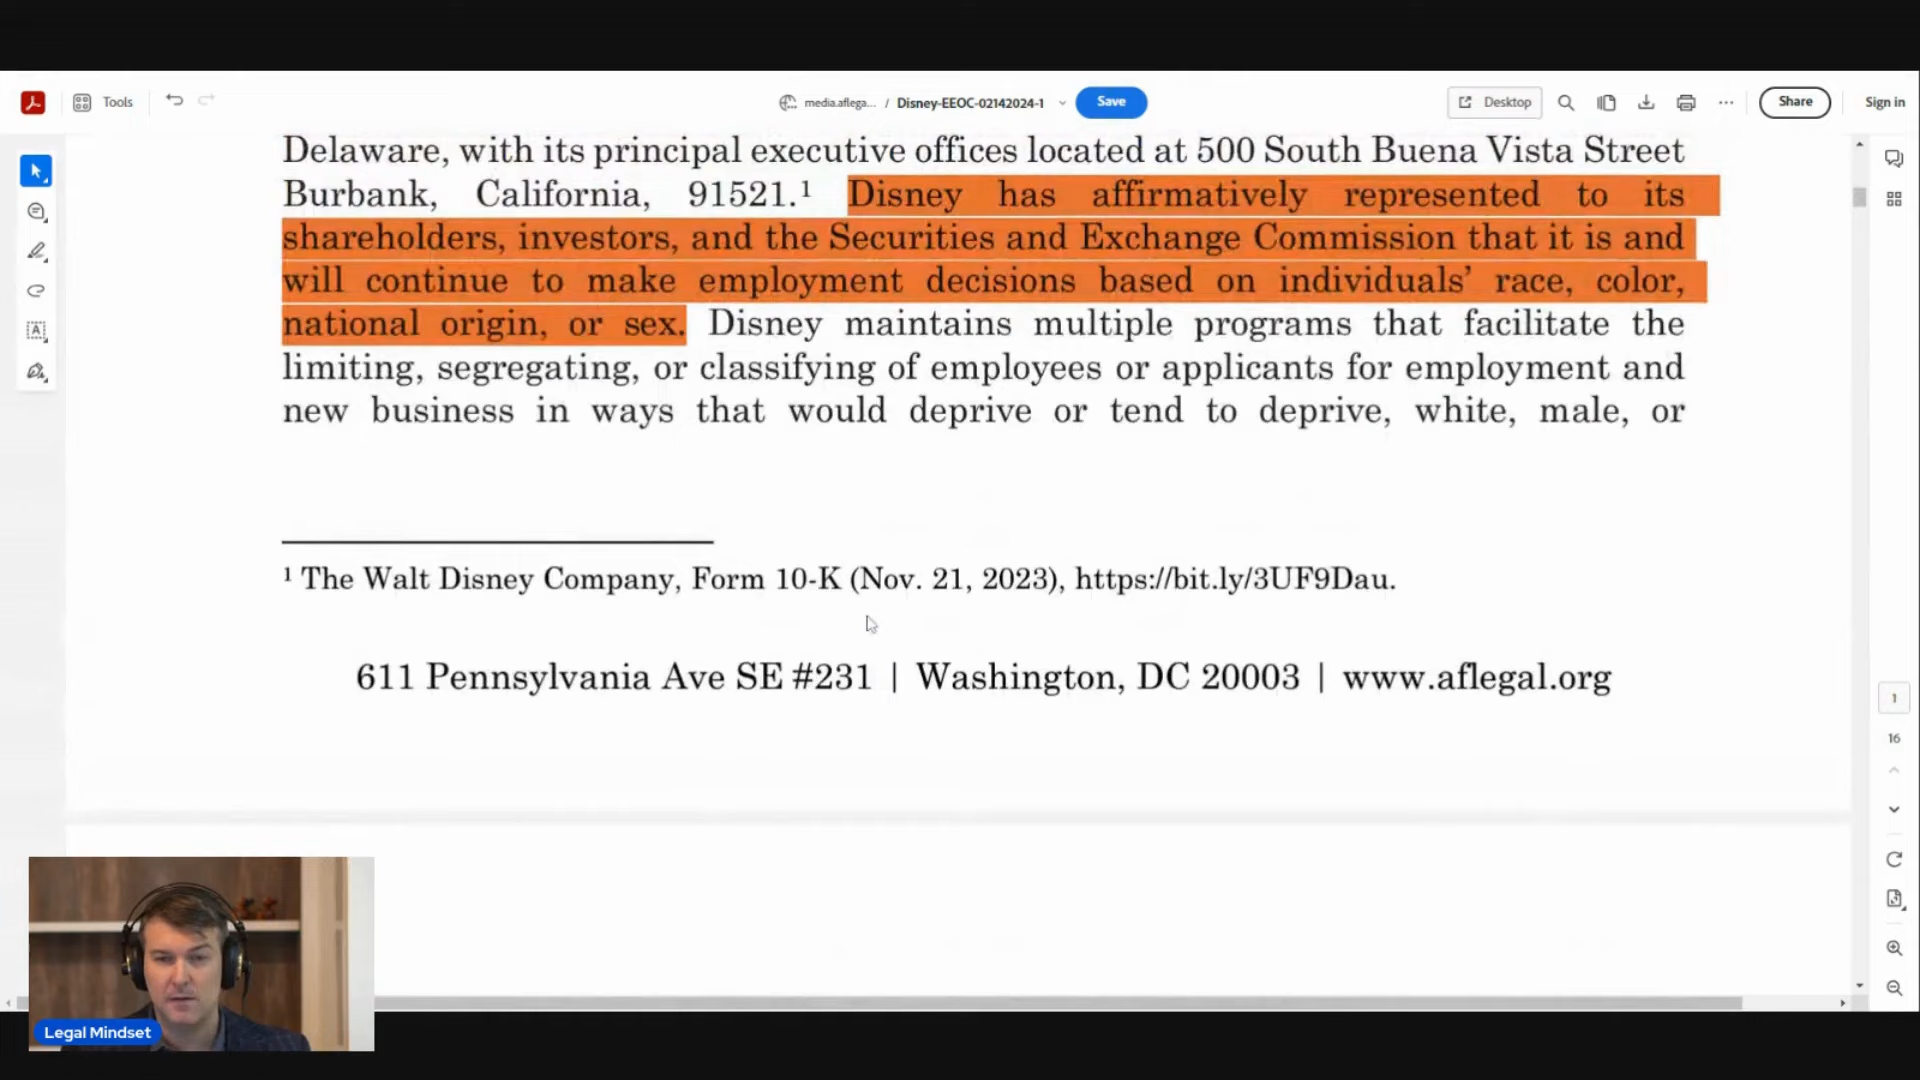 Tools
media.aflega... / Disney-EEOC-02142024-1
Save
Desktop
Share
Sign in
Delaware, with its principal executive offices located at 500 South Buena Vista Street
Burbank, California, 91521.¹ Disney has affirmatively represented to its
shareholders, investors, and the Securities and Exchange Commission that it is and
will continue to make employment decisions based on individuals’ race, color,
national origin, or sex. Disney maintains multiple programs that facilitate the
limiting, segregating, or classifying of employees or applicants for employment and
new business in ways that would deprive or tend to deprive, white, male, or
¹ The Walt Disney Company, Form 10-K (Nov. 21, 2023), https://bit.ly/3UF9Dau.
611 Pennsylvania Ave SE #231 | Washington, DC 20003 | www.aflegal.org
1
16
Legal Mindset